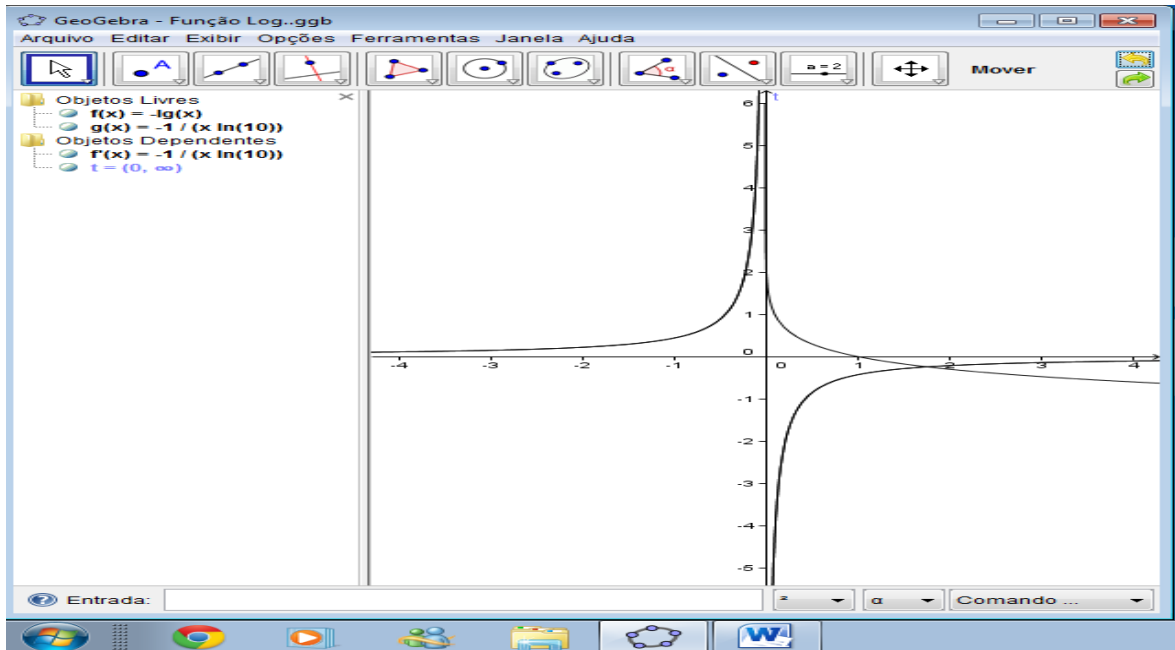 GeoGebra - Função Log..ggb
Arquivo Editar Exibir Opções Ferramentas Janela Ajuda
A
α
a = 2
Mover
Objetos Livres
f(x) = -lg(x)
g(x) = -1 / (x ln(10))
Objetos Dependentes
f'(x) = -1 / (x ln(10))
t = (0, ∞)
t
6
5
4
3
2
1
0
-4 -3 -2 -1 0 1 2 3 4
-1
-2
-3
-4
-5
Entrada:
²
α
Comando ...
W